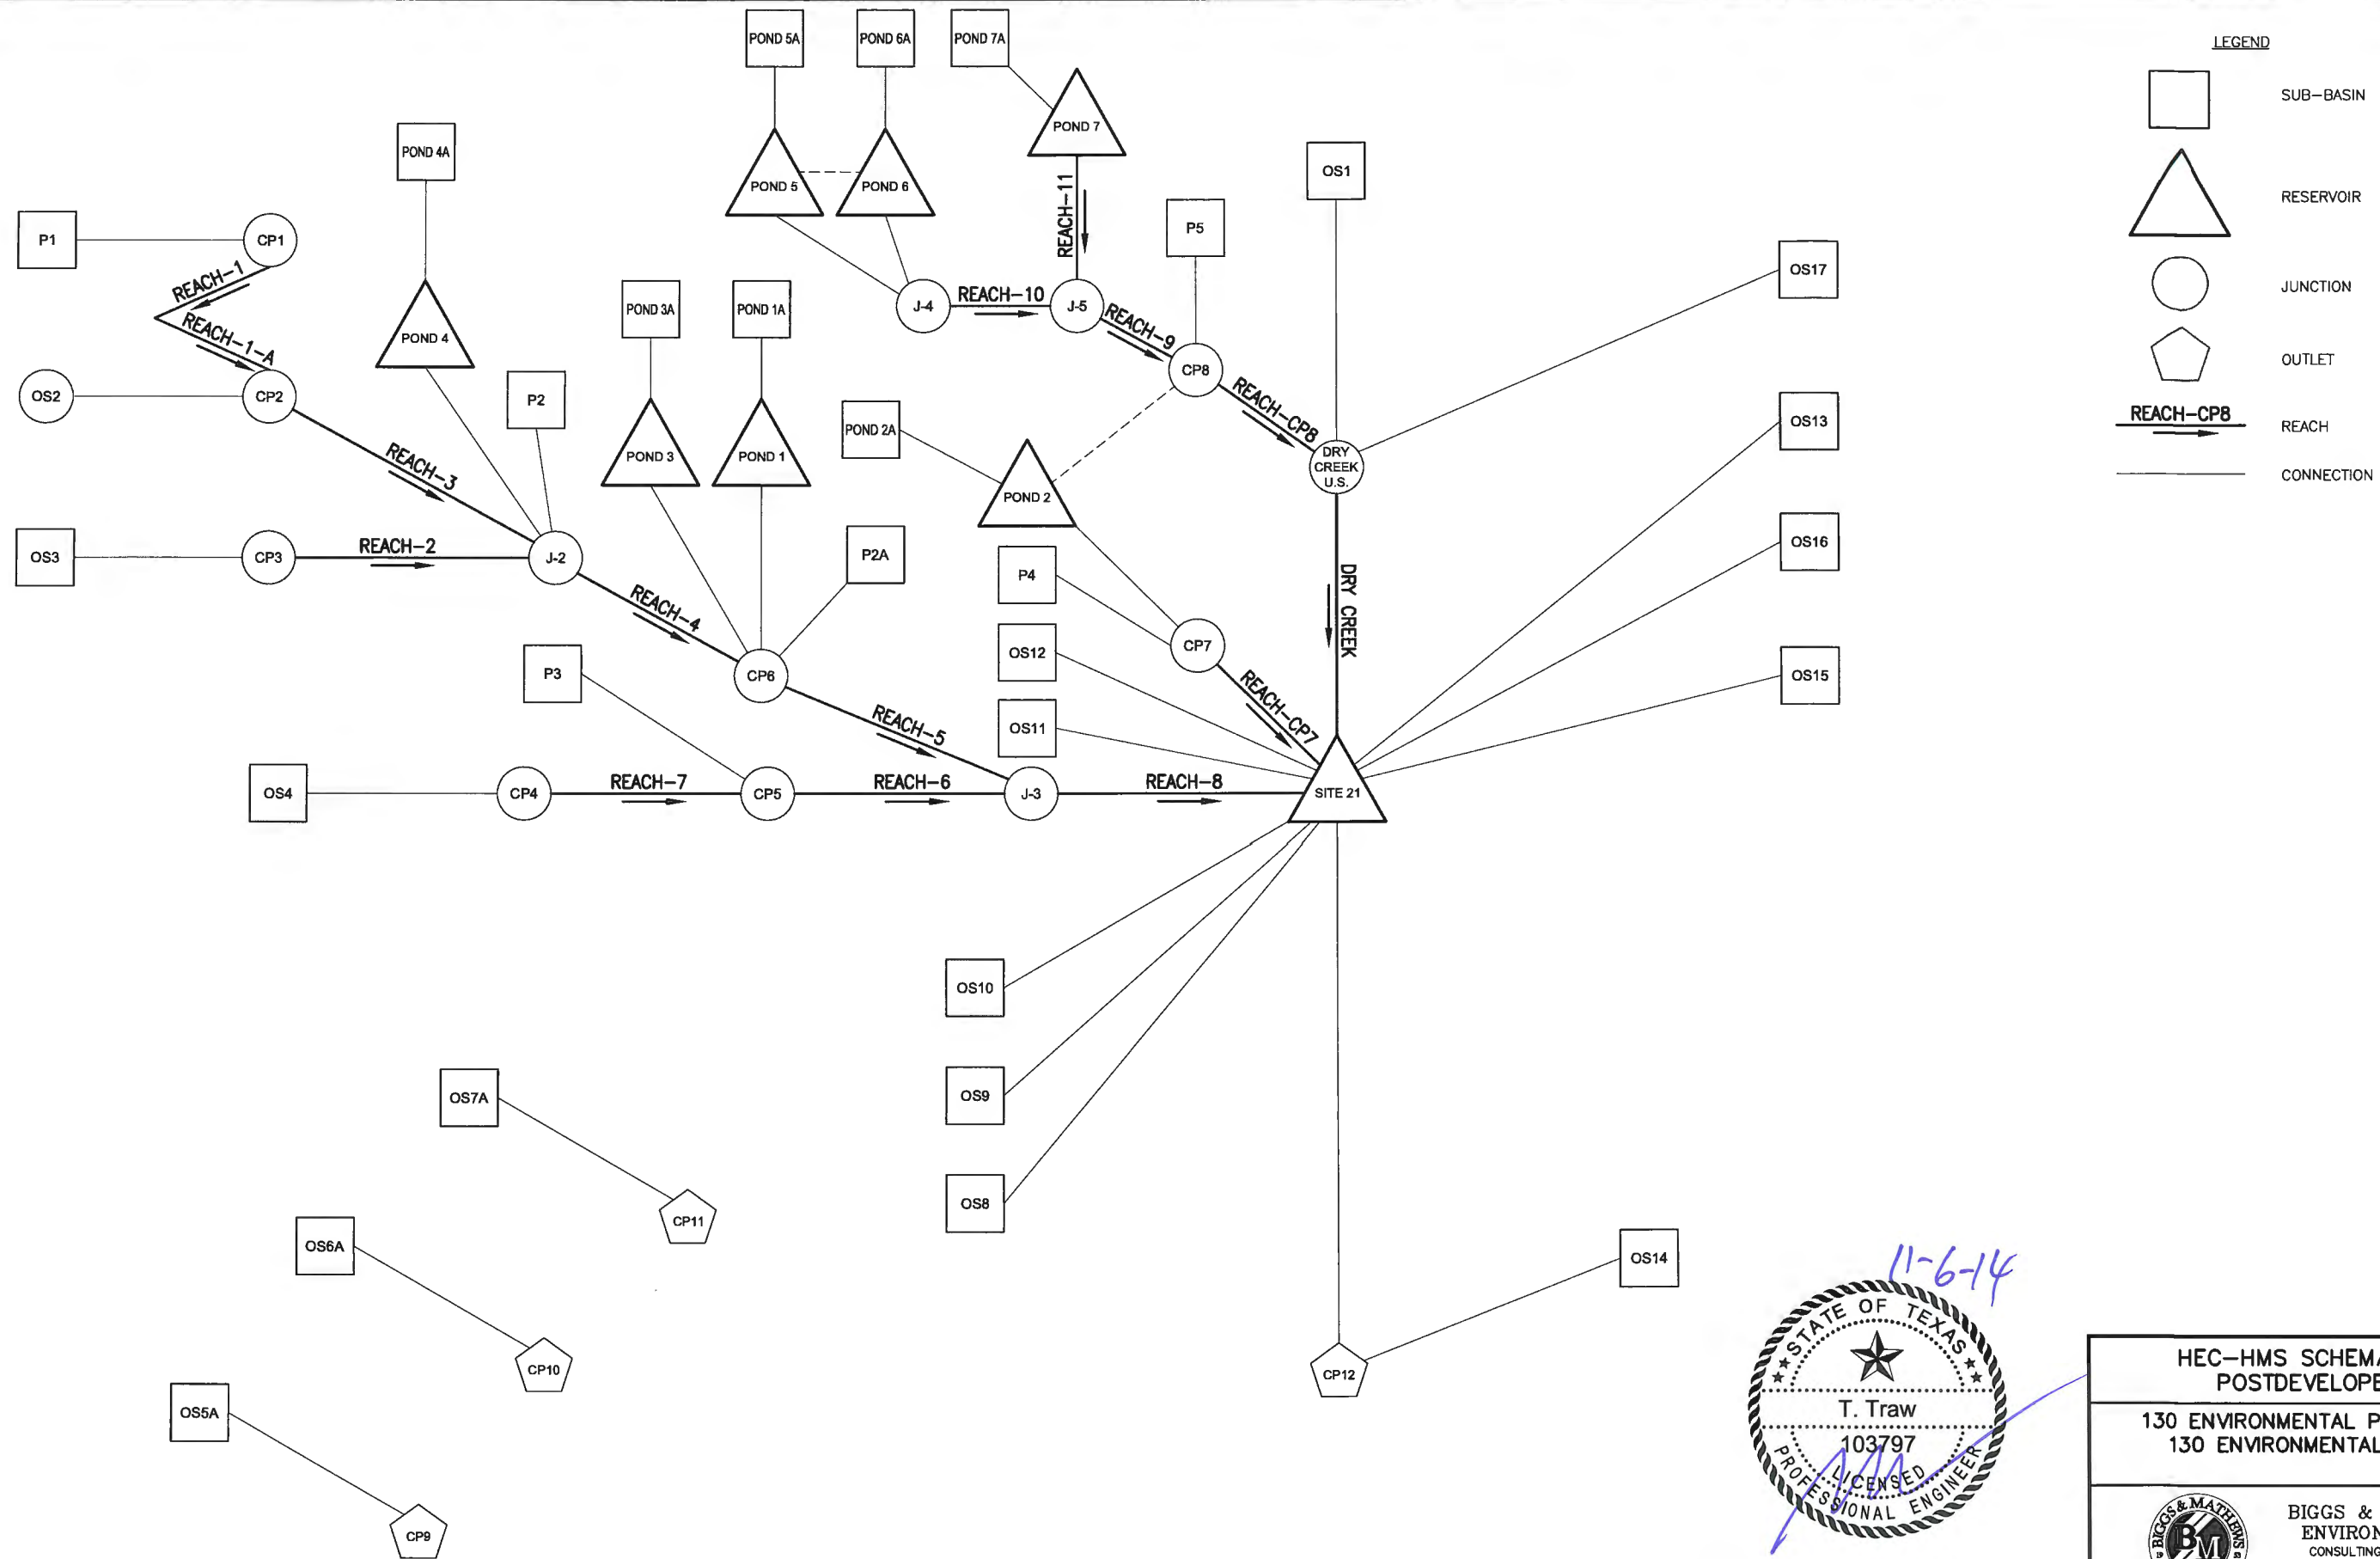 POND 5A
POND 6A
POND 7A
LEGEND
SUB-BASIN
POND 7
POND 4A
OS1
POND 5
POND 6
RESERVOIR
REACH-11
P1
CP1
P5
OS17
REACH-1
J-4
REACH-10
J-5
JUNCTION
POND 3A
POND 1A
REACH-1-A
POND 4
REACH-9
OUTLET
CP8
OS2
CP2
P2
REACH-CP8
REACH-CP8
REACH
POND 2A
OS13
REACH-3
POND 3
POND 1
DRY
CREEK
U.S.
CONNECTION
POND 2
OS16
OS3
CP3
REACH-2
J-2
P2A
P4
DRY CREEK
REACH-4
CP7
OS12
P3
CP6
OS15
REACH-CP7
REACH-5
OS11
OS4
CP4
REACH-7
CP5
REACH-6
J-3
REACH-8
SITE 21
OS10
OS9
OS7A
OS8
CP11
OS6A
OS14
11-6-14
CP10
CP12
OS5A
CP9
STATE OF TEXAS
T. Traw
103797
LICENSED
PROFESSIONAL ENGINEER
HEC-HMS SCHEM
POSTDEVELOPE
130 ENVIRONMENTAL P
130 ENVIRONMENTAL
BIGGS & MATHEWS
BM
BIGGS &
ENVIRON
CONSULTING